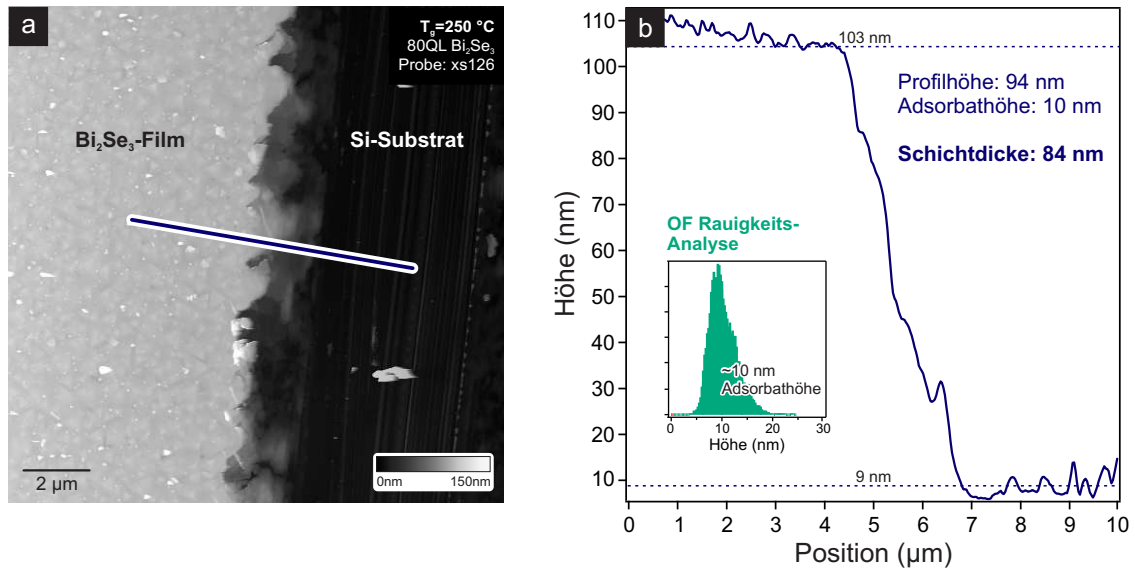 a
T_g=250 °C
80QL Bi₂Se₃
Probe: xs126
Bi₂Se₃-Film
Si-Substrat
2 µm
0nm
150nm
b
Höhe (nm)
110
100
90
80
70
60
50
40
30
20
10
103 nm
Profilhöhe: 94 nm
Adsorbathöhe: 10 nm
Schichtdicke: 84 nm
OF Rauigkeits-
Analyse
~10 nm
Adsorbathöhe
0 10 20 30
Höhe (nm)
9 nm
0 1 2 3 4 5 6 7 8 9 10
Position (µm)